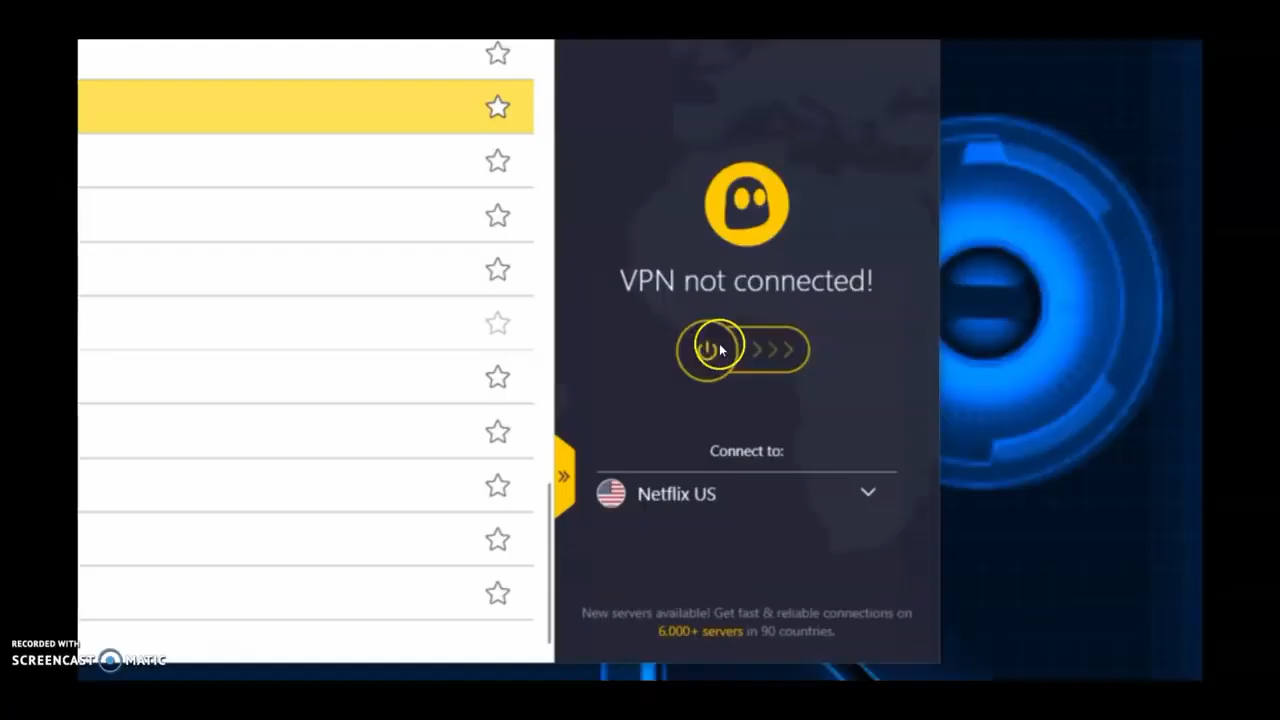 VPN not connected!
Connect to:
Netflix US
New servers available! Get fast & reliable connections on
6.000+ servers in 90 countries.
RECORDED WITH
SCREENCAST MATIC